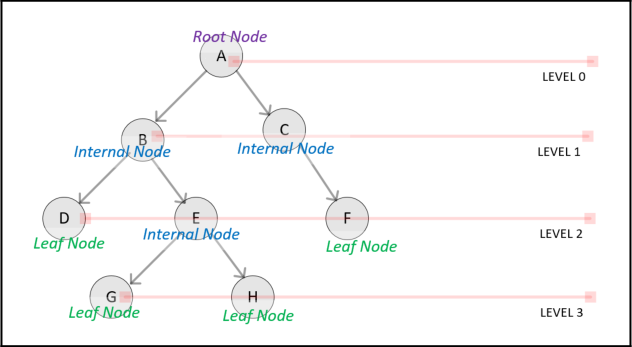 Root Node
A
LEVEL 0
B
Internal Node
C
Internal Node
LEVEL 1
D
Leaf Node
E
Internal Node
F
Leaf Node
LEVEL 2
G
Leaf Node
H
Leaf Node
LEVEL 3